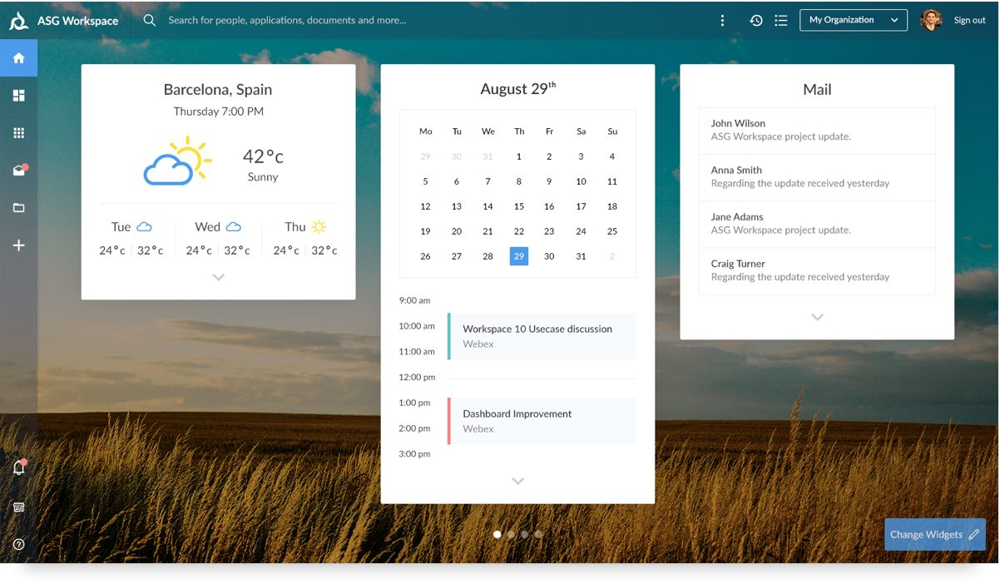 ASG Workspace
Search for people, applications, documents and more...
My Organization
Sign out
Barcelona, Spain
Thursday 7:00 PM
42°c
Sunny
Tue
24°c 32°c
Wed
24°c 32°c
Thu
24°c 32°c
August 29th
Mo Tu We Th Fr Sa Su
29 30 31 1 2 3 4
5 6 7 8 9 10 11
12 13 14 15 16 17 18
19 20 21 22 23 24 25
26 27 28 29 30 31 2
9:00 am
10:00 am
Workspace 10 Usecase discussion
Webex
11:00 am
12:00 pm
1:00 pm
Dashboard Improvement
Webex
2:00 pm
3:00 pm
Mail
John Wilson
ASG Workspace project update.
Anna Smith
Regarding the update received yesterday
Jane Adams
ASG Workspace project update.
Craig Turner
Regarding the update received yesterday
Change Widgets